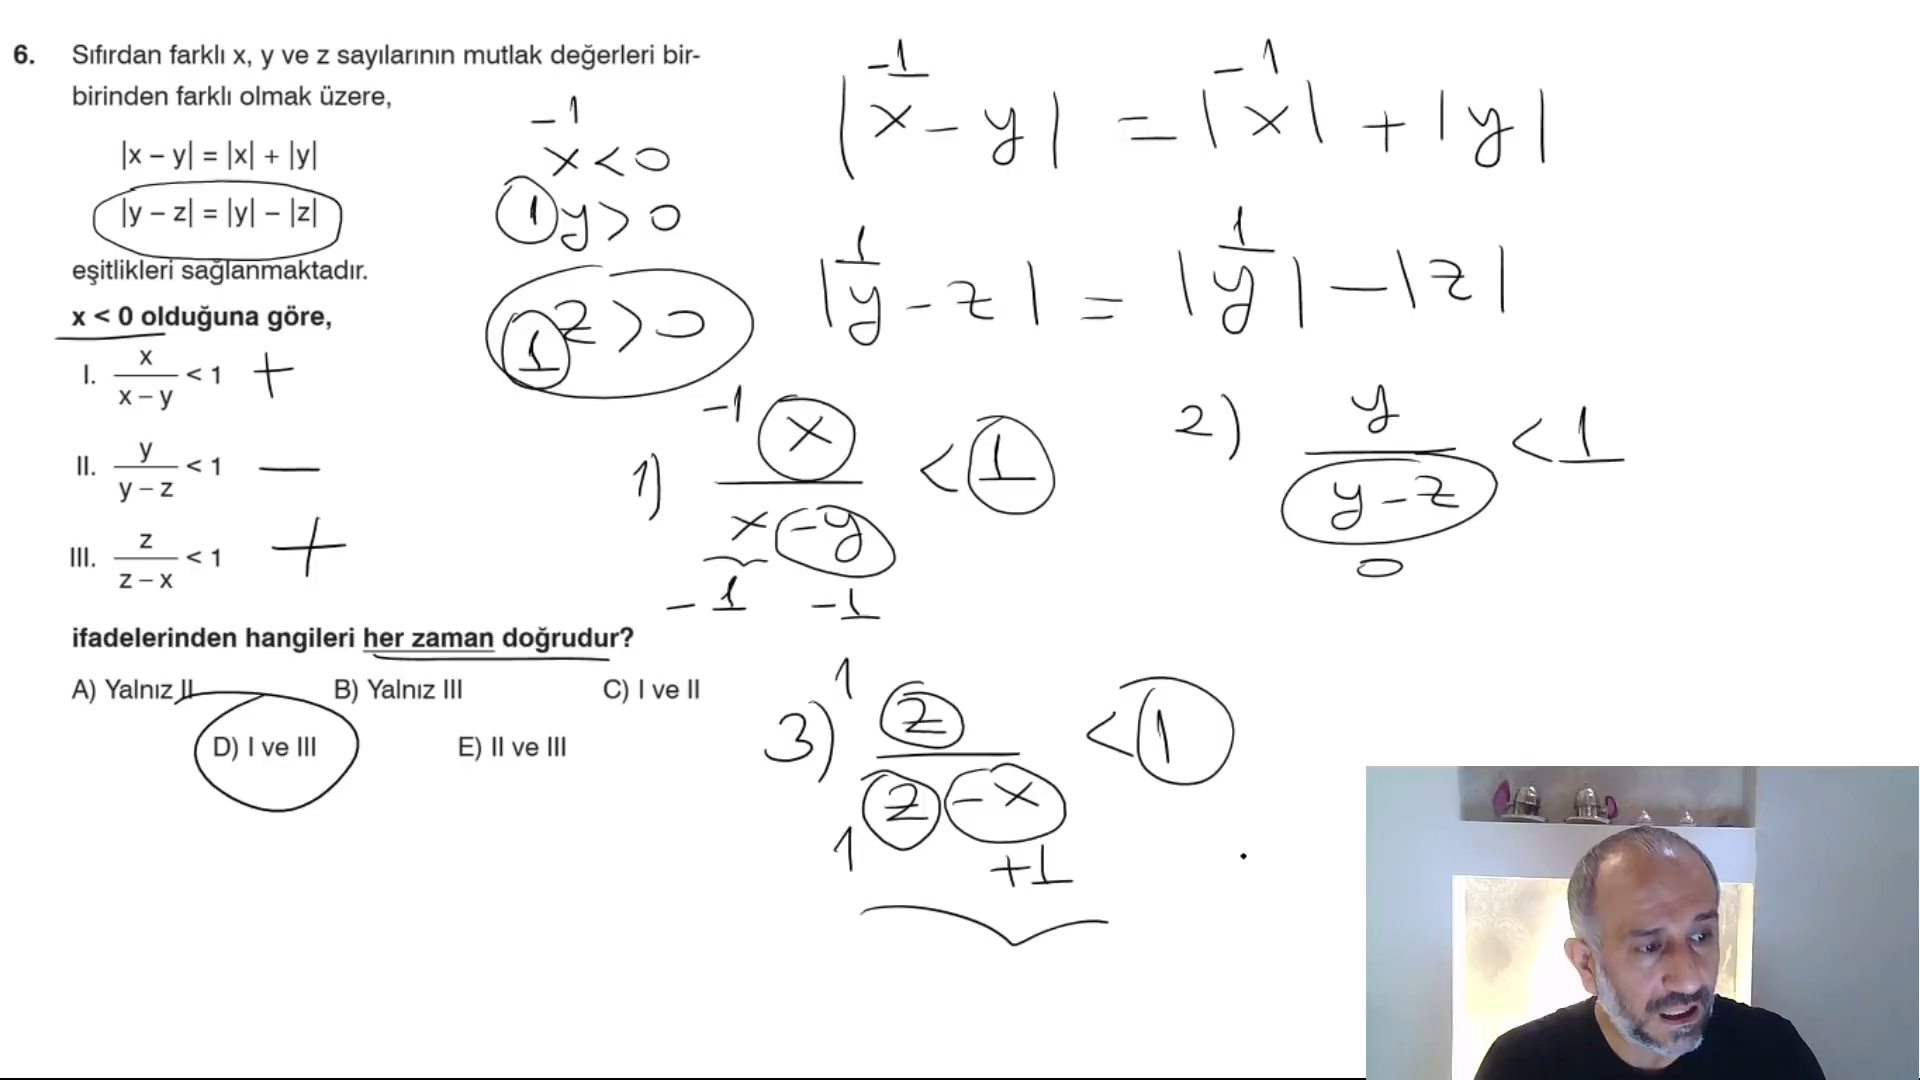 6. Sıfırdan farklı x, y ve z sayılarının mutlak değerleri bir-
birinden farklı olmak üzere,
|x – y| = |x| + |y|
|y – z| = |y| – |z|
eşitlikleri sağlanmaktadır.
x < 0 olduğuna göre,
I. x / x – y < 1 +
II. y / y – z < 1 —
III. z / z – x < 1 +
ifadelerinden hangileri her zaman doğrudur?
A) Yalnız II B) Yalnız III C) I ve II
D) I ve III E) II ve III
-1
x < 0
1 y > 0
1 z > 0
-1 -1
|x - y| = |x| + |y|
1 1
|y - z| = |y| - |z|
1) -1 x / x - y < 1
-1 -1
2) y / y - z < 1
0
3) 1 z / z - x < 1
1 +1